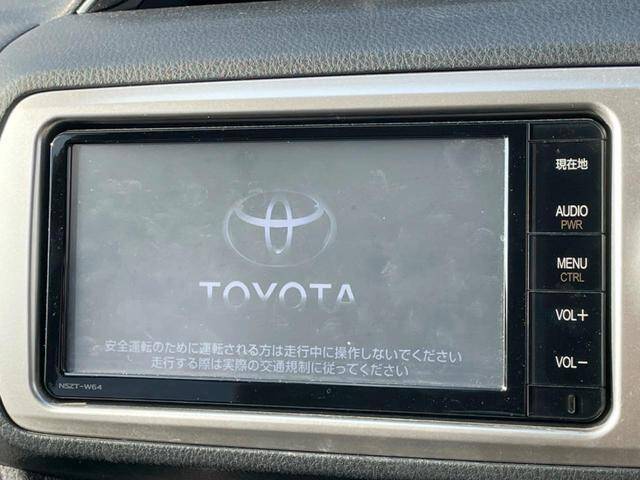 現在地
AUDIO
PWR
MENU
CTRL
VOL+
VOL-
TOYOTA
安全運転のために運転される方は走行中に操作しないでください
走行する際は実際の交通規制に従ってください
NSZT-W64